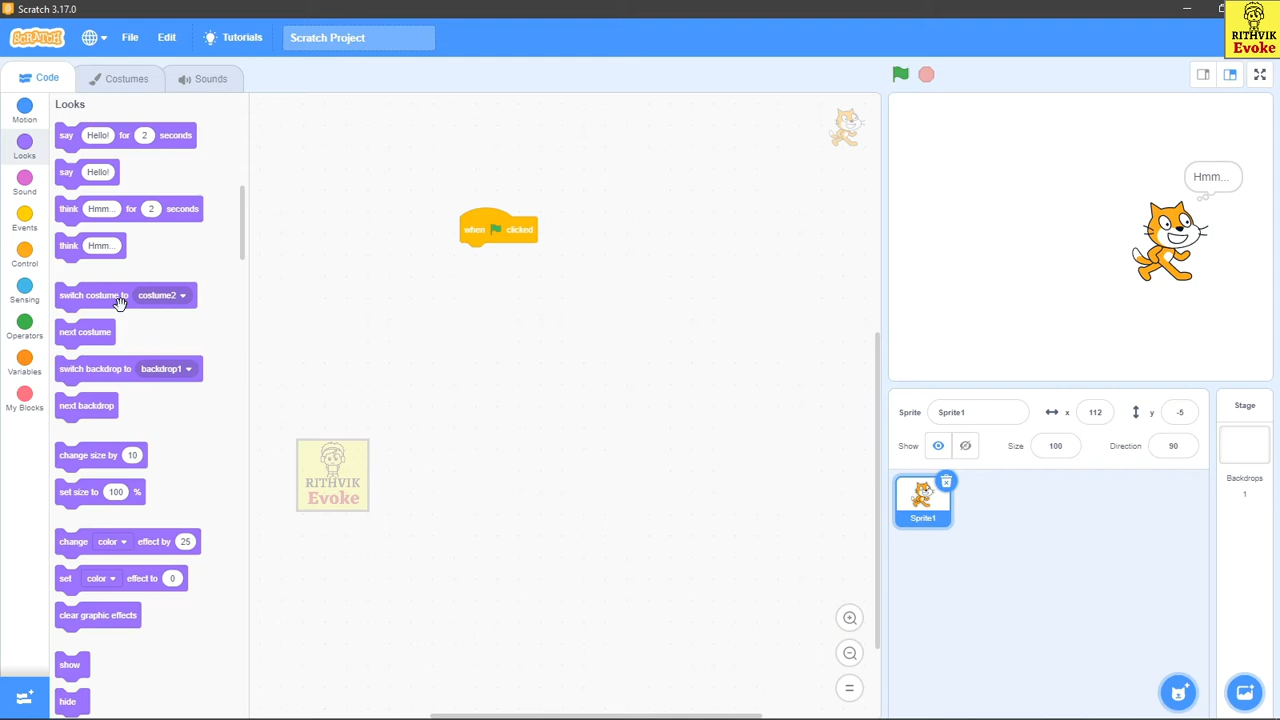 Scratch 3.17.0
SCRATCH File Edit Tutorials Scratch Project
RITHVIK
Evoke
Code Costumes Sounds
Motion
Looks
Sound
Events
Control
Sensing
Operators
Variables
My Blocks
Looks
say Hello! for 2 seconds
say Hello!
think Hmm... for 2 seconds
think Hmm...
switch costume to costume2
next costume
switch backdrop to backdrop1
next backdrop
change size by 10
set size to 100 %
change color effect by 25
set color effect to 0
clear graphic effects
show
hide
when clicked
RITHVIK
Evoke
Hmm...
Sprite Sprite1 x 112 y -5
Show Size 100 Direction 90
Sprite1
Stage
Backdrops
1